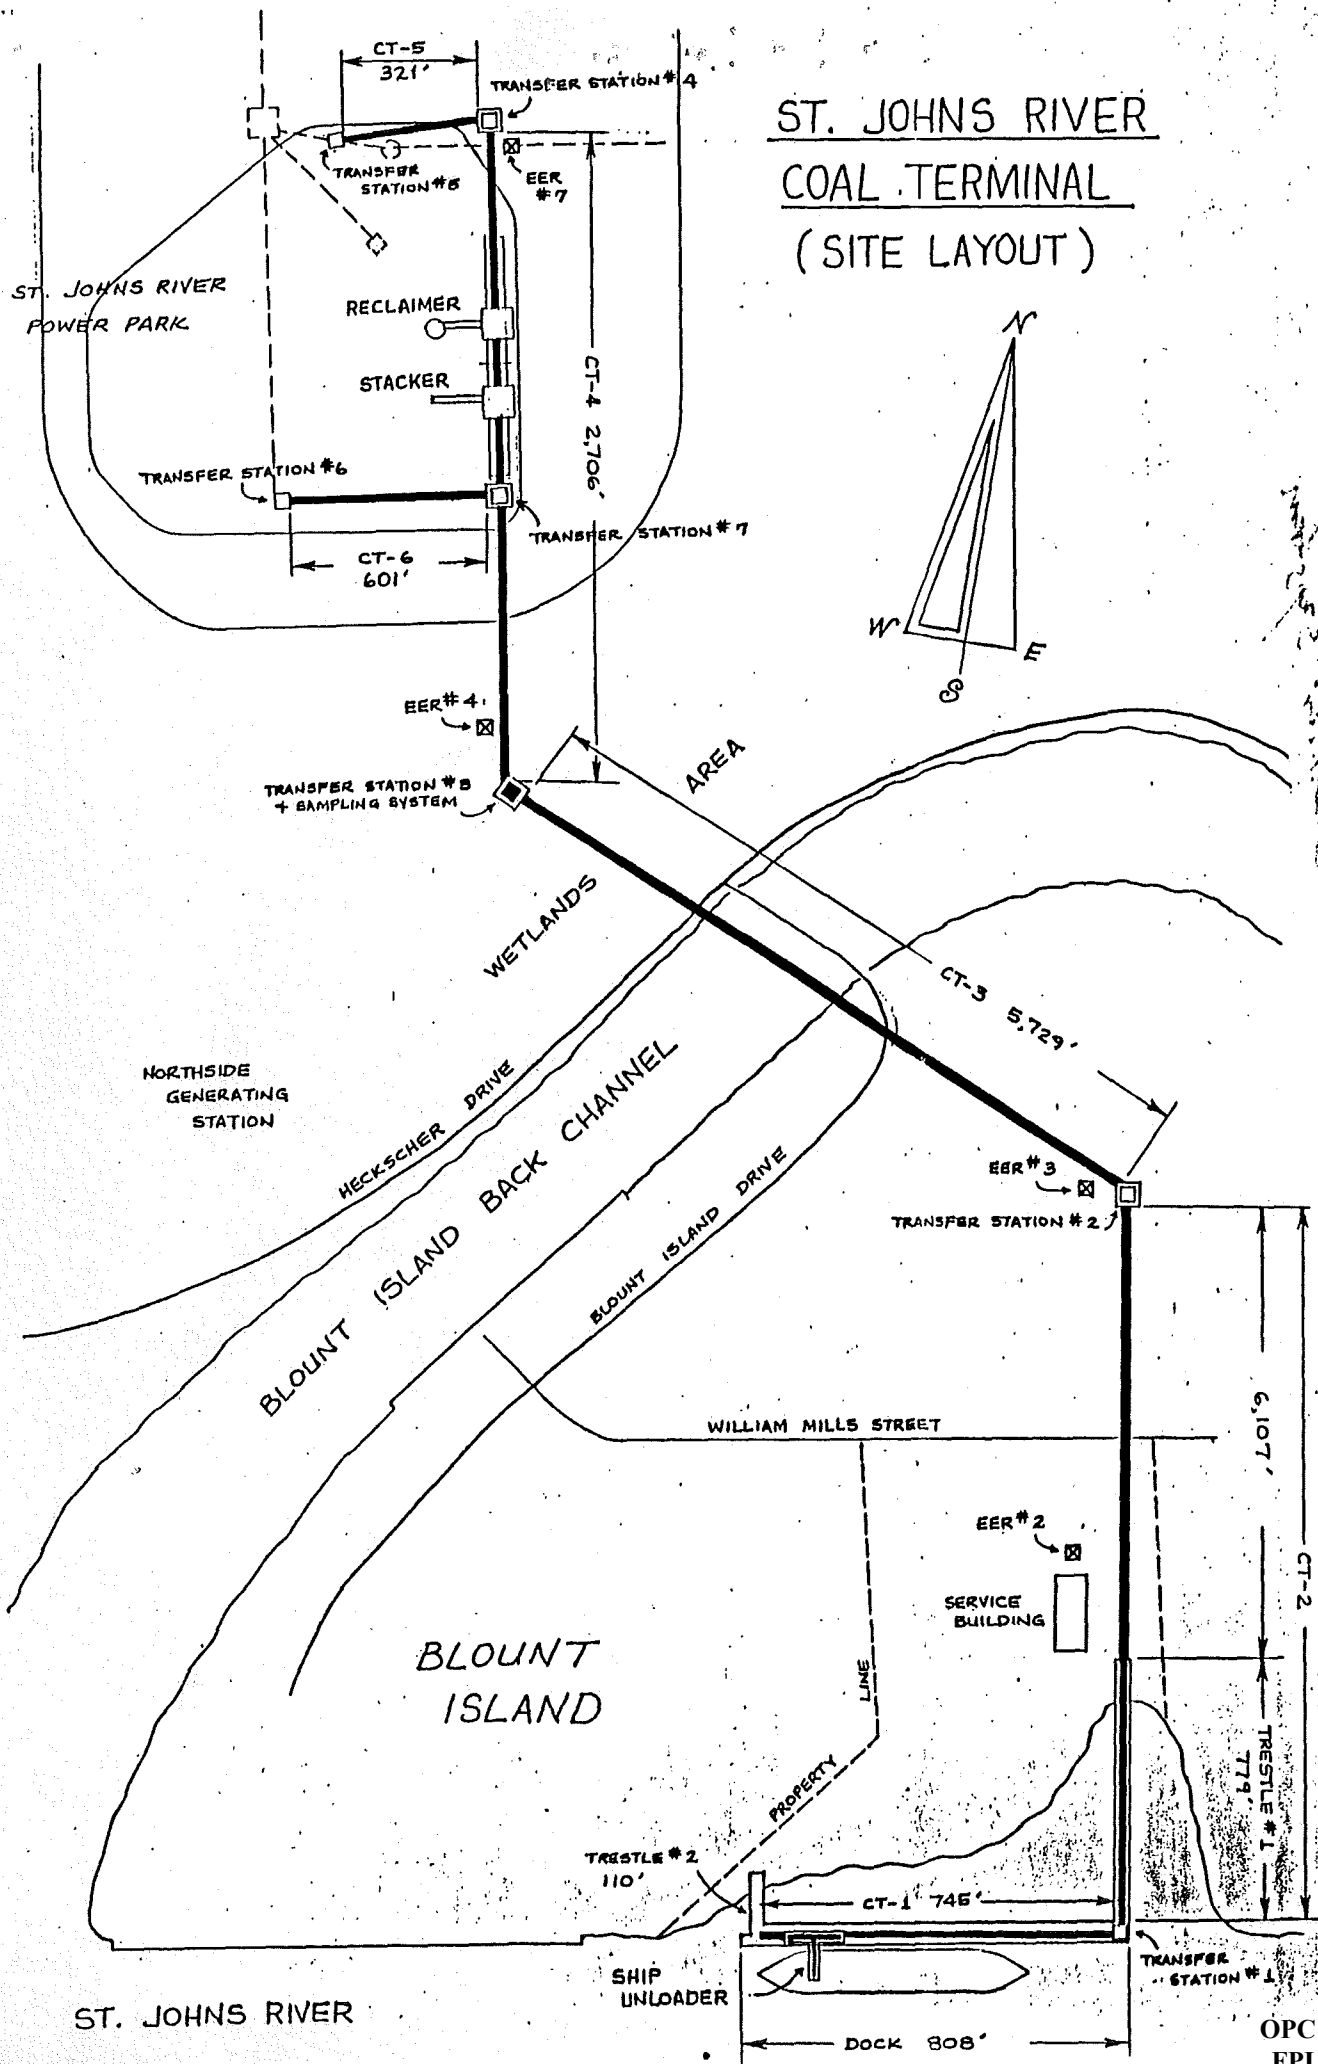 CT-5
321'
TRANSFER STATION #4
ST. JOHNS RIVER
COAL TERMINAL
(SITE LAYOUT)
TRANSFER
STATION #5
EER
#7
ST. JOHNS RIVER
POWER PARK
RECLAIMER
STACKER
CT-4 2,706'
N
W
E
S
TRANSFER STATION #6
TRANSFER STATION #7
CT-6
601'
EER #4
TRANSFER STATION #3
+ SAMPLING SYSTEM
WETLANDS AREA
CT-3 5,729'
NORTHSIDE
GENERATING
STATION
HECKSCHER DRIVE
BLOUNT ISLAND BACK CHANNEL
BLOUNT ISLAND DRIVE
EER #3
TRANSFER STATION #2
WILLIAM MILLS STREET
6,107'
CT-2
EER #2
SERVICE
BUILDING
BLOUNT
ISLAND
PROPERTY LINE
TRESTLE #1
779'
TRESTLE #2
110'
CT-1 745'
TRANSFER
STATION #1
SHIP
UNLOADER
ST. JOHNS RIVER
DOCK 808'
OPC
FPL